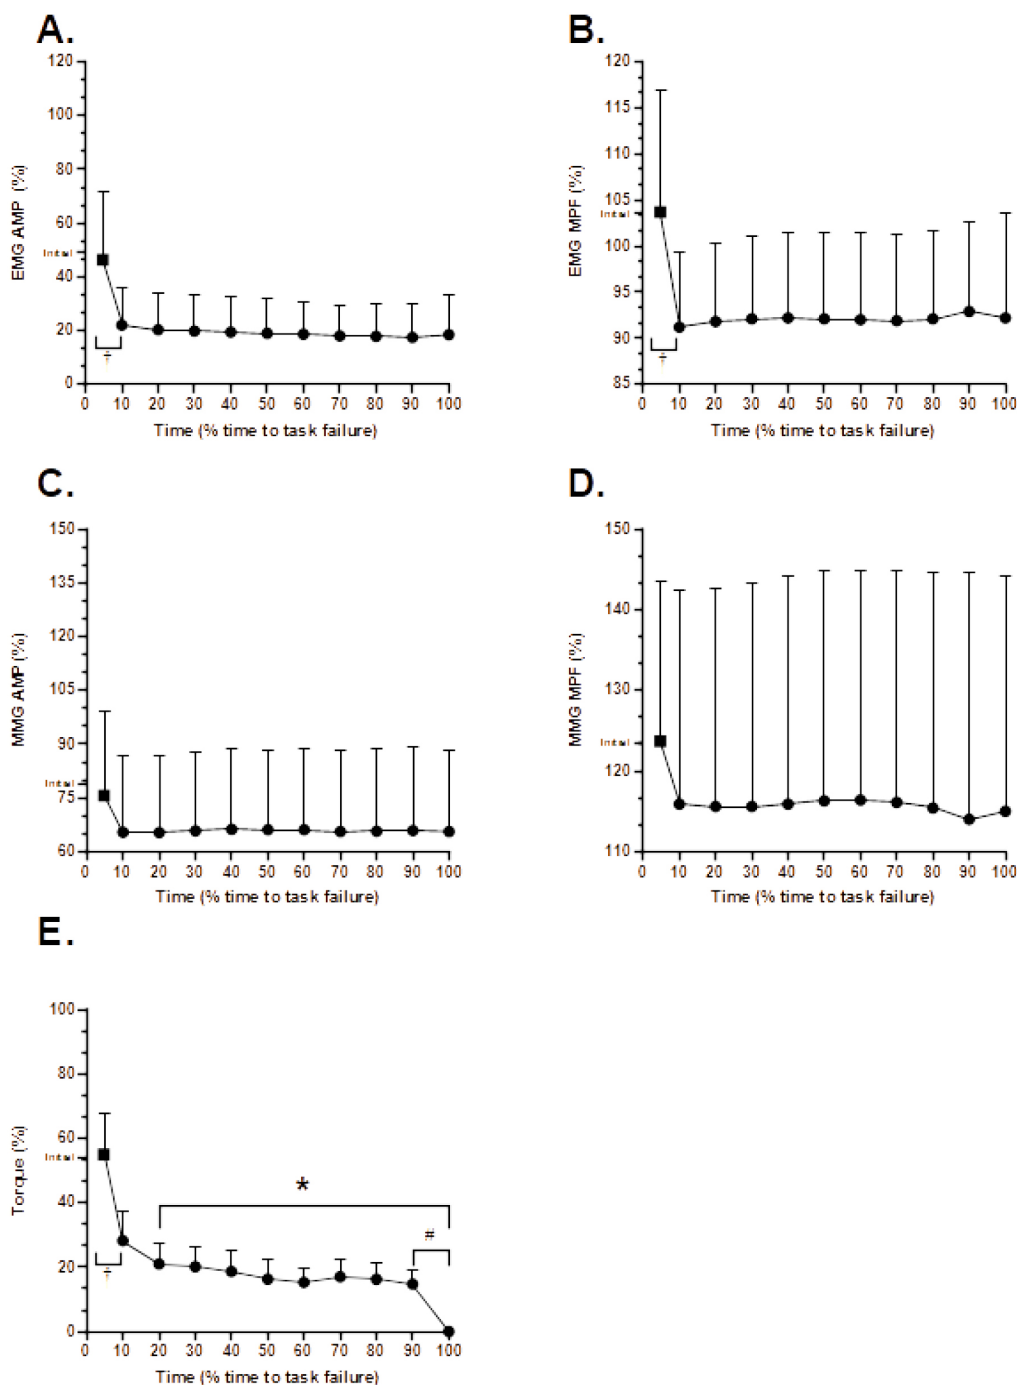 A.
120
100
80
60
Initial
40
20
0
EMG AMP (%)
†
0 10 20 30 40 50 60 70 80 90 100
Time (% time to task failure)
B.
120
115
110
105
Initial
100
95
90
85
EMG MPF (%)
†
0 10 20 30 40 50 60 70 80 90 100
Time (% time to task failure)
C.
150
135
120
105
90
Initial
75
60
MMG AMP (%)
0 10 20 30 40 50 60 70 80 90 100
Time (% time to task failure)
D.
150
140
130
Initial
120
110
MMG MPF (%)
0 10 20 30 40 50 60 70 80 90 100
Time (% time to task failure)
E.
100
80
60
Initial
40
20
0
Torque (%)
*
#
†
0 10 20 30 40 50 60 70 80 90 100
Time (% time to task failure)